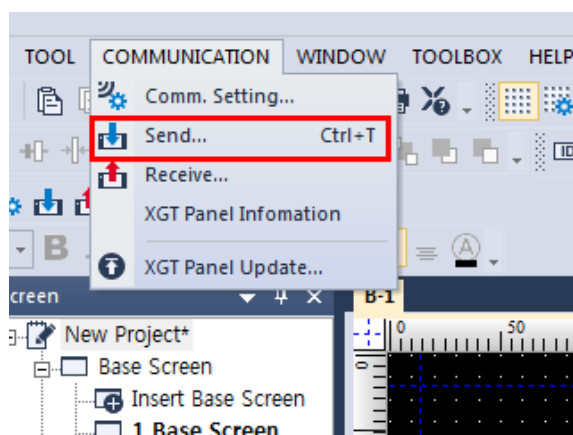 TOOL COMMUNICATION WINDOW TOOLBOX HELP
Comm. Setting...
Send... Ctrl+T
Receive...
XGT Panel Infomation
B
XGT Panel Update...
creen B-1
New Project*
0 50
Base Screen
0
Insert Base Screen
1 Base Screen